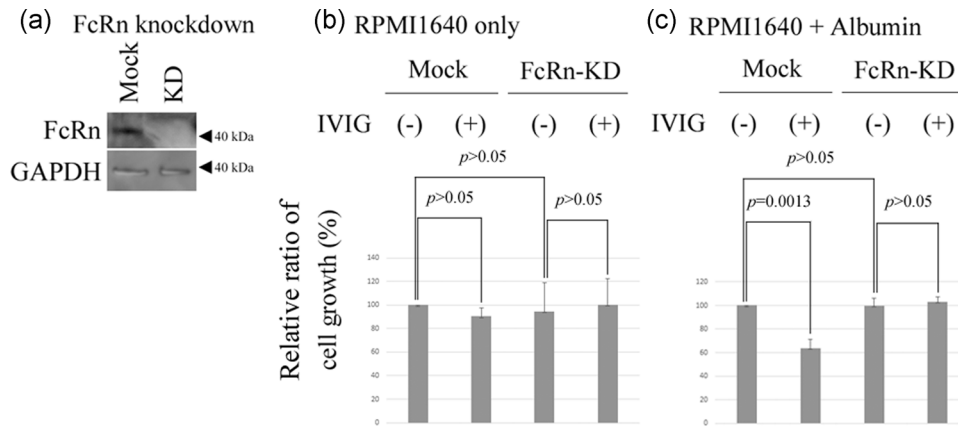 (a) FcRn knockdown
Mock
KD
FcRn
40 kDa
GAPDH
40 kDa
(b) RPMI1640 only
Mock
FcRn-KD
IVIG (-) (+) (-) (+)
p>0.05
p>0.05
p>0.05
Relative ratio of
cell growth (%)
140
120
100
80
60
40
20
0
(c) RPMI1640 + Albumin
Mock
FcRn-KD
IVIG (-) (+) (-) (+)
p>0.05
p=0.0013
p>0.05
120
100
80
60
40
20
0